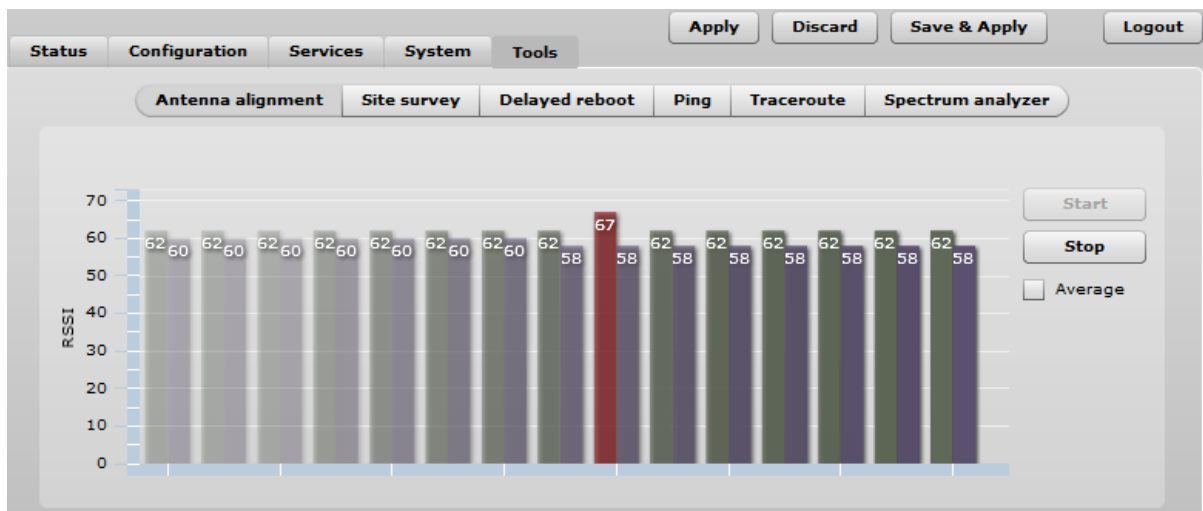 Apply Discard Save & Apply Logout
Status Configuration Services System Tools
Antenna alignment Site survey Delayed reboot Ping Traceroute Spectrum analyzer
70
60
50
40
30
20
10
0
RSSI
62 60 62 60 62 60 62 60 62 60 62 60 62 60 62 58 67 58 62 58 62 58 62 58 62 58 62 58 62 58
Start
Stop
Average